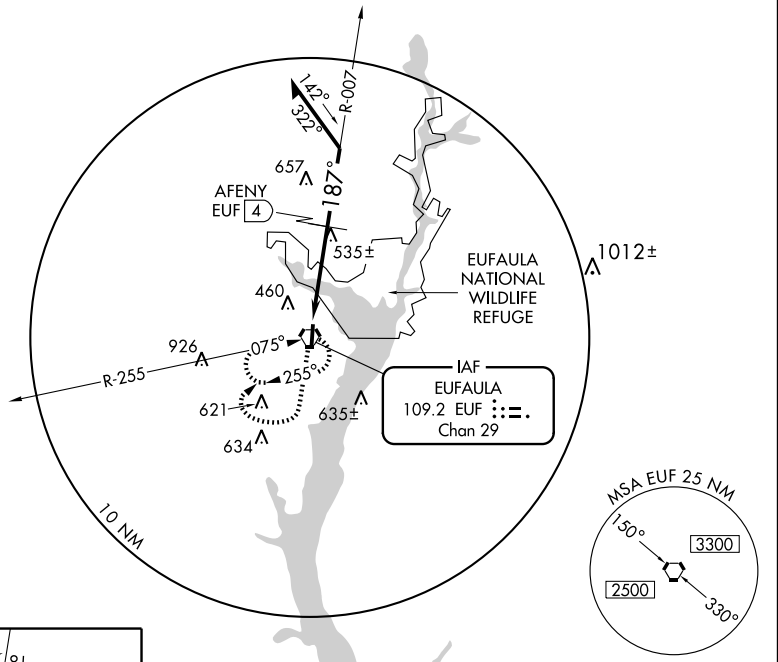 R-007
142°
322°
657
187°
AFENY
EUF 4
535±
1012±
EUFAULA
NATIONAL
WILDLIFE
REFUGE
460
926
075°
R-255
255°
IAF
EUFAULA
109.2 EUF
Chan 29
621
635±
634
10 NM
MSA EUF 25 NM
150°
3300
2500
330°
18